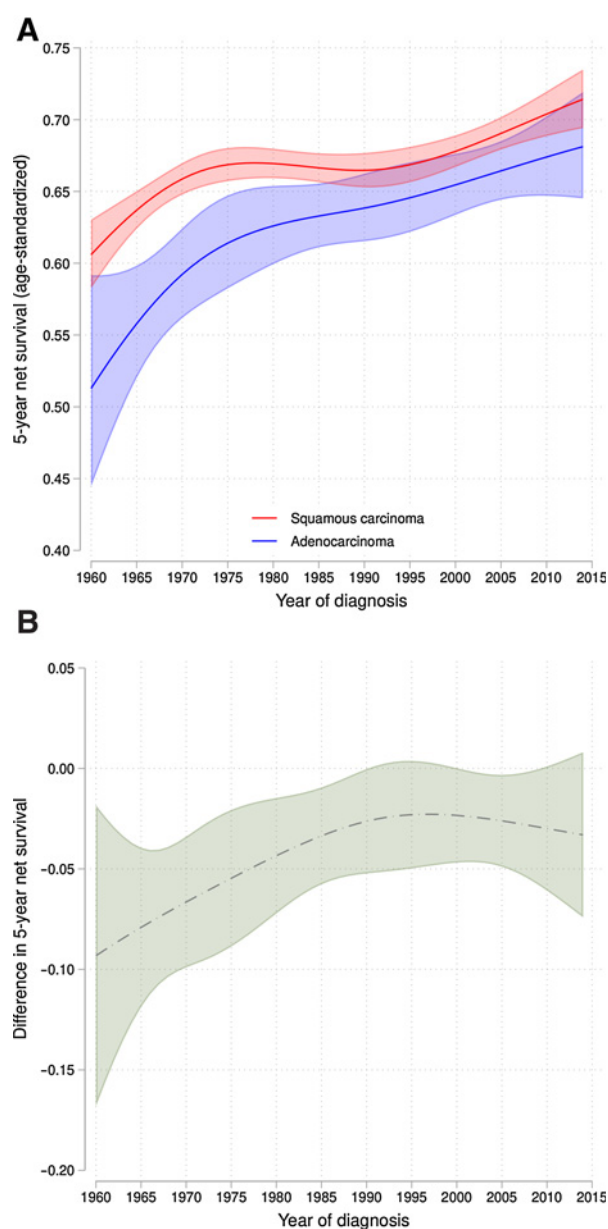 A
0.75
0.70
0.65
0.60
0.55
0.50
0.45
0.40
5-year net survival (age-standardized)
Squamous carcinoma
Adenocarcinoma
1960 1965 1970 1975 1980 1985 1990 1995 2000 2005 2010 2015
Year of diagnosis
B
0.05
0.00
−0.05
−0.10
−0.15
−0.20
Difference in 5-year net survival
1960 1965 1970 1975 1980 1985 1990 1995 2000 2005 2010 2015
Year of diagnosis